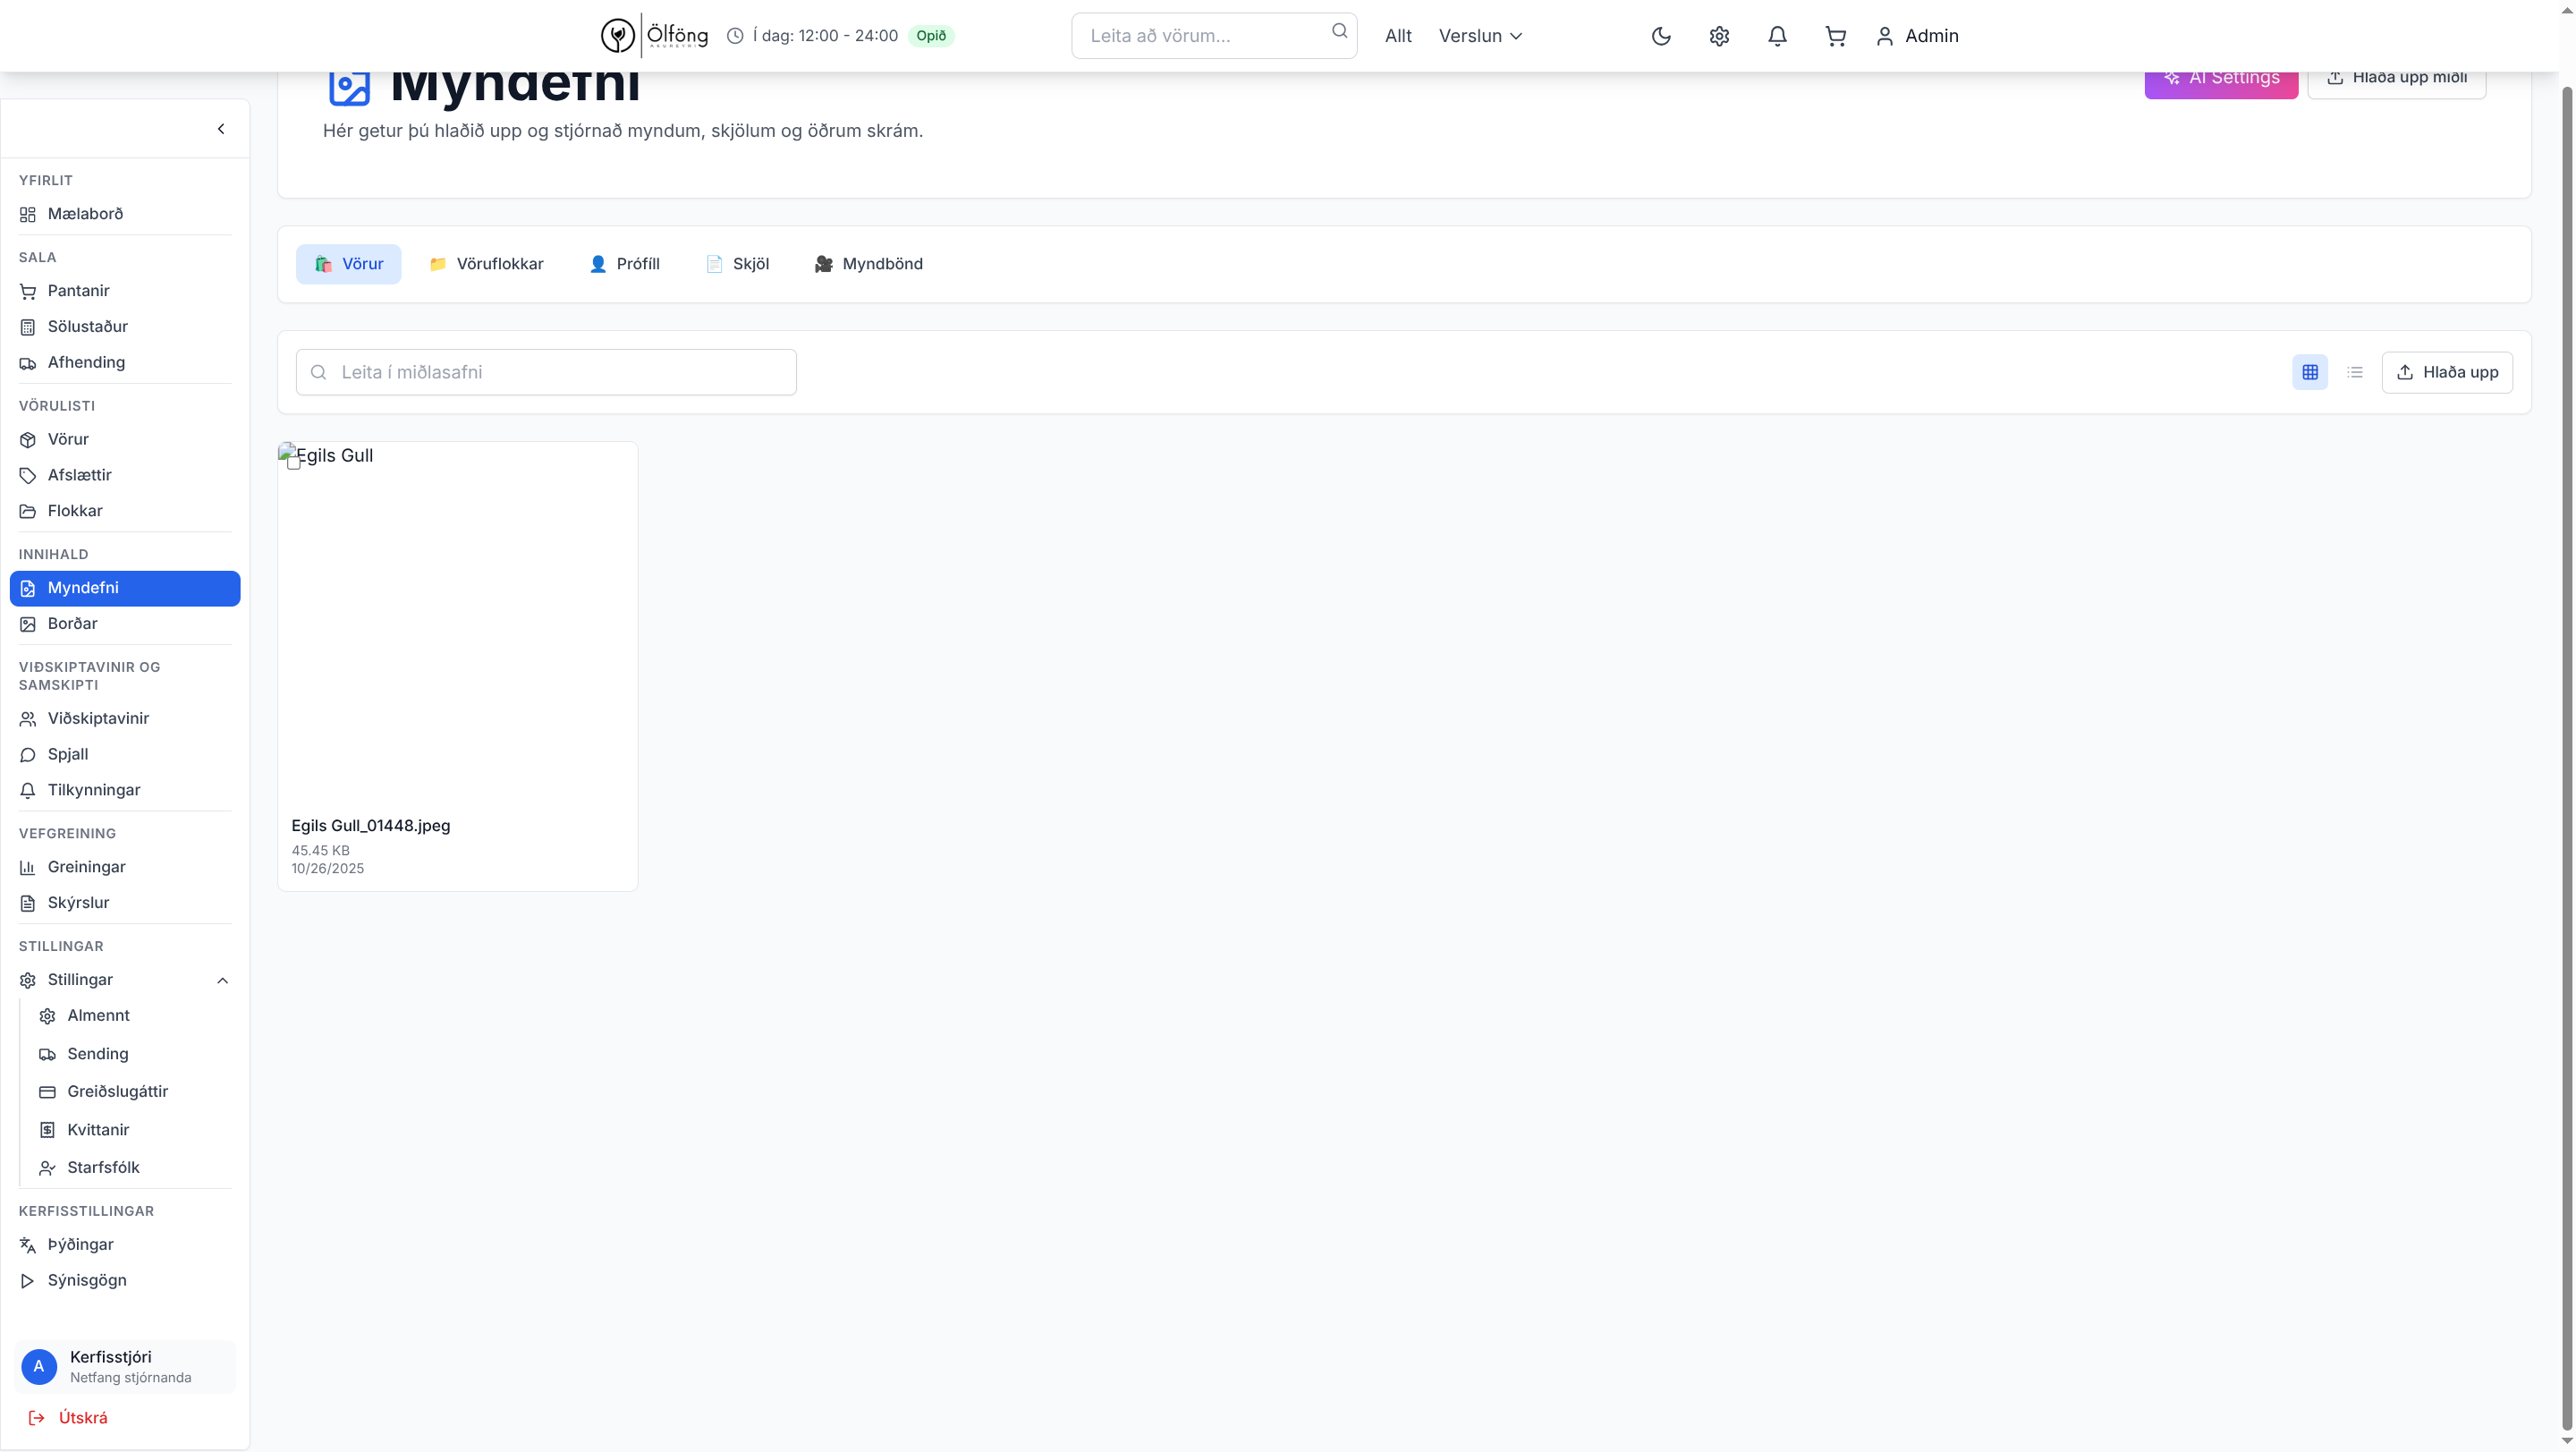 Ölföng
AKUREYRI
Í dag: 12:00 - 24:00
Opið
Leita að vörum...
Allt
Verslun
Admin
Myndefni
AI Settings
Hlaða upp miðli
Hér getur þú hlaðið upp og stjórnað myndum, skjölum og öðrum skrám.
YFIRLIT
Mælaborð
SALA
Pantanir
Sölustaður
Afhending
VÖRULISTI
Vörur
Afslættir
Flokkar
INNIHALD
Myndefni
Borðar
VIÐSKIPTAVINIR OG
SAMSKIPTI
Viðskiptavinir
Spjall
Tilkynningar
VEFGREINING
Greiningar
Skýrslur
STILLINGAR
Stillingar
Almennt
Sending
Greiðslugáttir
Kvittanir
Starfsfólk
KERFISSTILLINGAR
Þýðingar
Sýnisgögn
A
Kerfisstjóri
Netfang stjórnanda
Útskrá
Vörur
Vöruflokkar
Prófíll
Skjöl
Myndbönd
Leita í miðlasafni
Hlaða upp
Egils Gull
Egils Gull_01448.jpeg
45.45 KB
10/26/2025